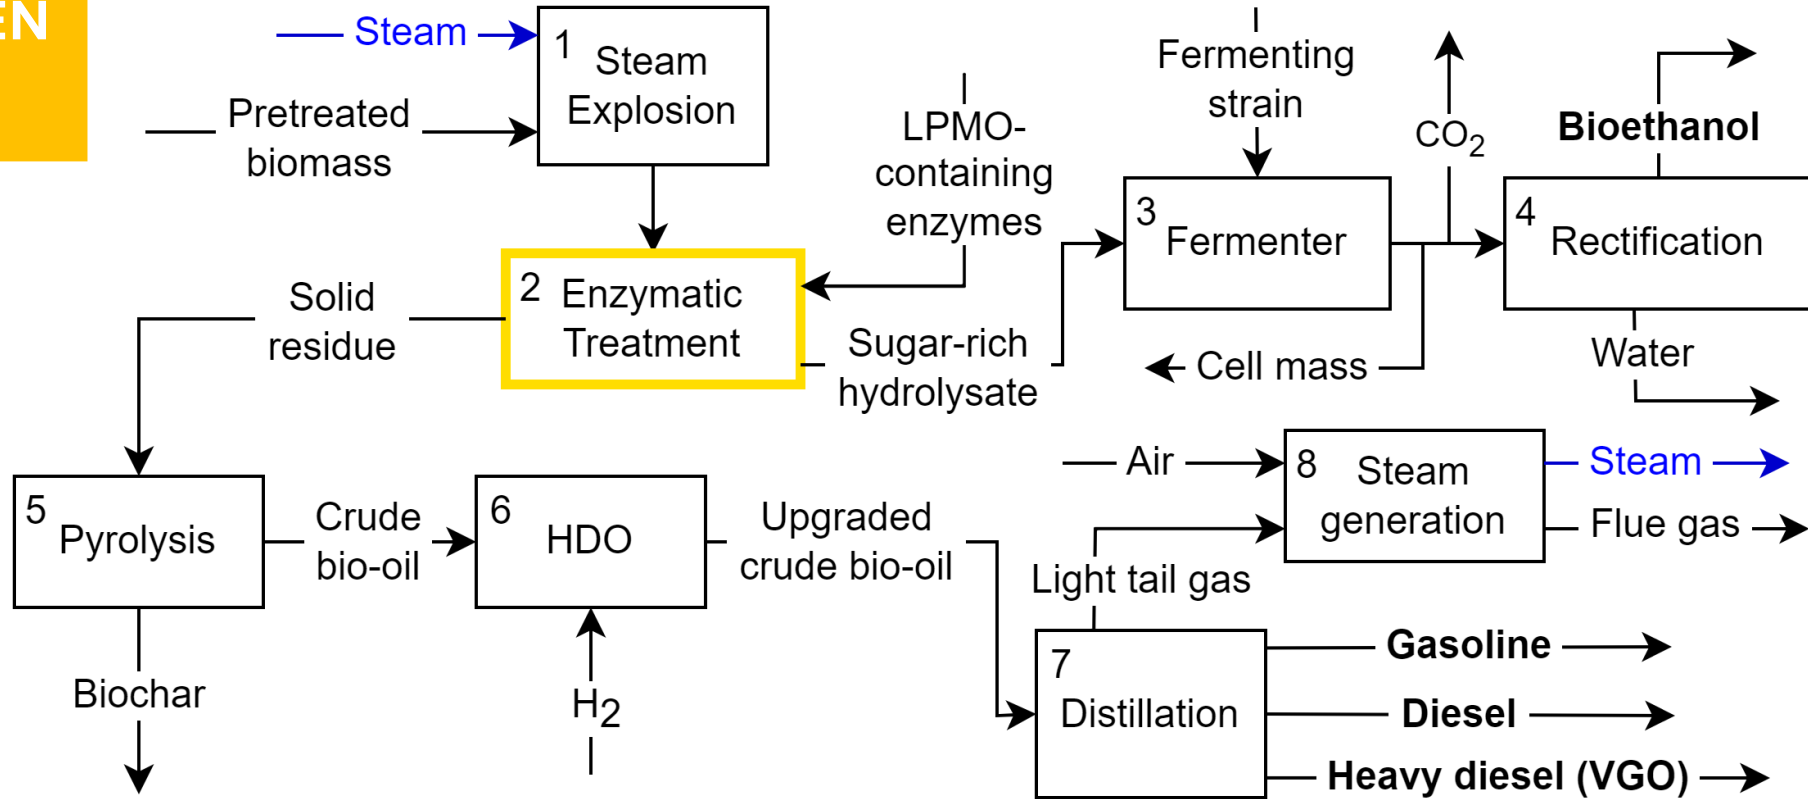 EN
Steam
1
Steam
Explosion
Pretreated
biomass
LPMO-
containing
enzymes
Fermenting
strain
CO2
Bioethanol
2
Enzymatic
Treatment
3
Fermenter
4
Rectification
Solid
residue
Sugar-rich
hydrolysate
Cell mass
Water
5
Pyrolysis
Crude
bio-oil
6
HDO
Upgraded
crude bio-oil
Air
8
Steam
generation
Steam
Flue gas
Light tail gas
Biochar
H2
7
Distillation
Gasoline
Diesel
Heavy diesel (VGO)